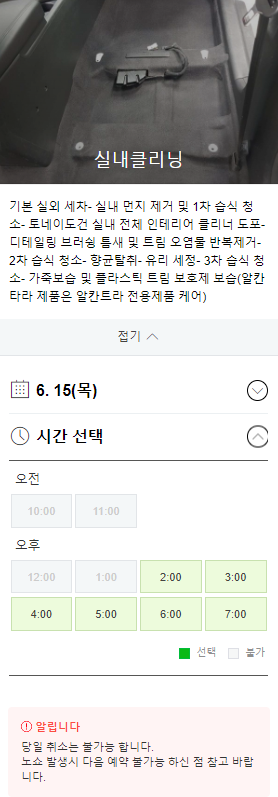 실내클리닝
기본 실외 세차- 실내 먼지 제거 및 1차 습식 청
소- 토네이도건 실내 전체 인테리어 클리너 도포-
디테일링 브러슁 틈새 및 트림 오염물 반복제거-
2차 습식 청소- 향균탈취- 유리 세정- 3차 습식 청
소- 가죽보습 및 플라스틱 트림 보호제 보습(알칸
타라 제품은 알칸트라 전용제품 케어)
접기
6. 15(목)
시간 선택
오전
10:00 11:00
오후
12:00 1:00 2:00 3:00
4:00 5:00 6:00 7:00
선택 불가
알립니다
당일 취소는 불가능 합니다.
노쇼 발생시 다음 예약 불가능 하신 점 참고 바랍
니다.